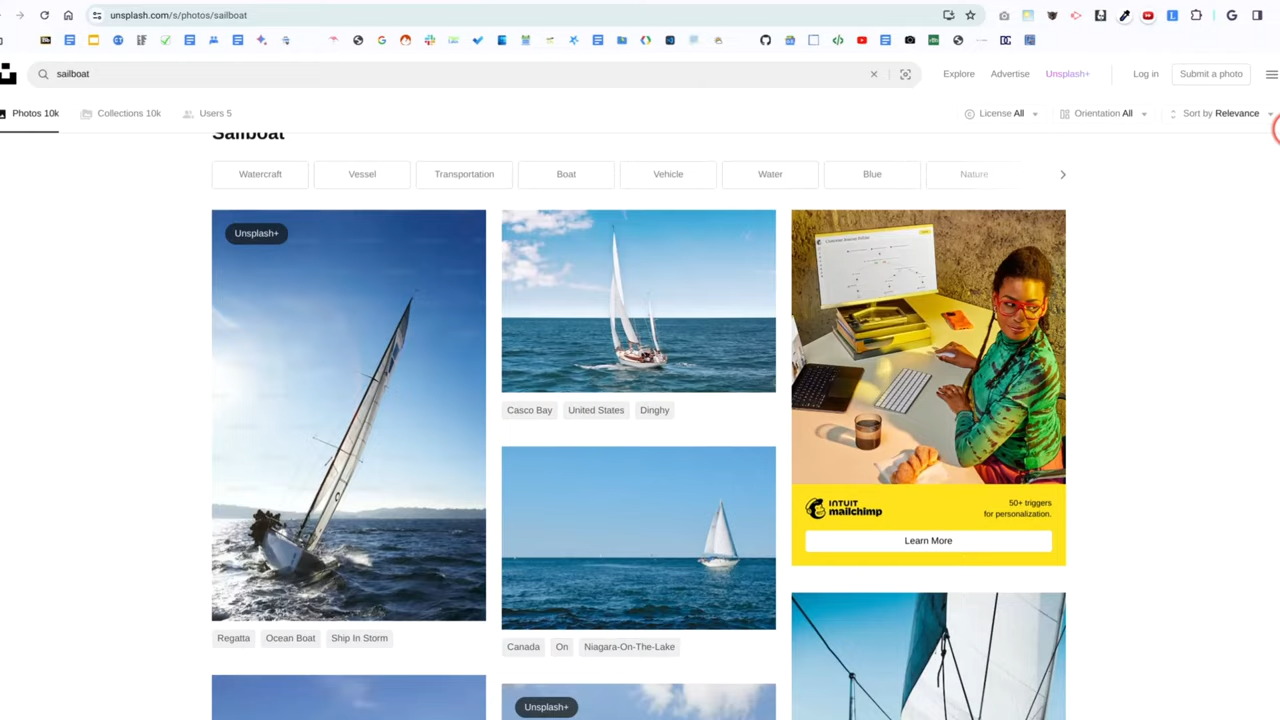 unsplash.com/s/photos/sailboat
sailboat
Explore
Advertise
Unsplash+
Log in
Submit a photo
Photos 10k
Collections 10k
Users 5
License All
Orientation All
Sort by Relevance
Sailboat
Watercraft
Vessel
Transportation
Boat
Vehicle
Water
Blue
Nature
Unsplash+
Casco Bay
United States
Dinghy
INTUIT
mailchimp
50+ triggers
for personalization.
Learn More
Regatta
Ocean Boat
Ship In Storm
Canada
On
Niagara-On-The-Lake
Unsplash+